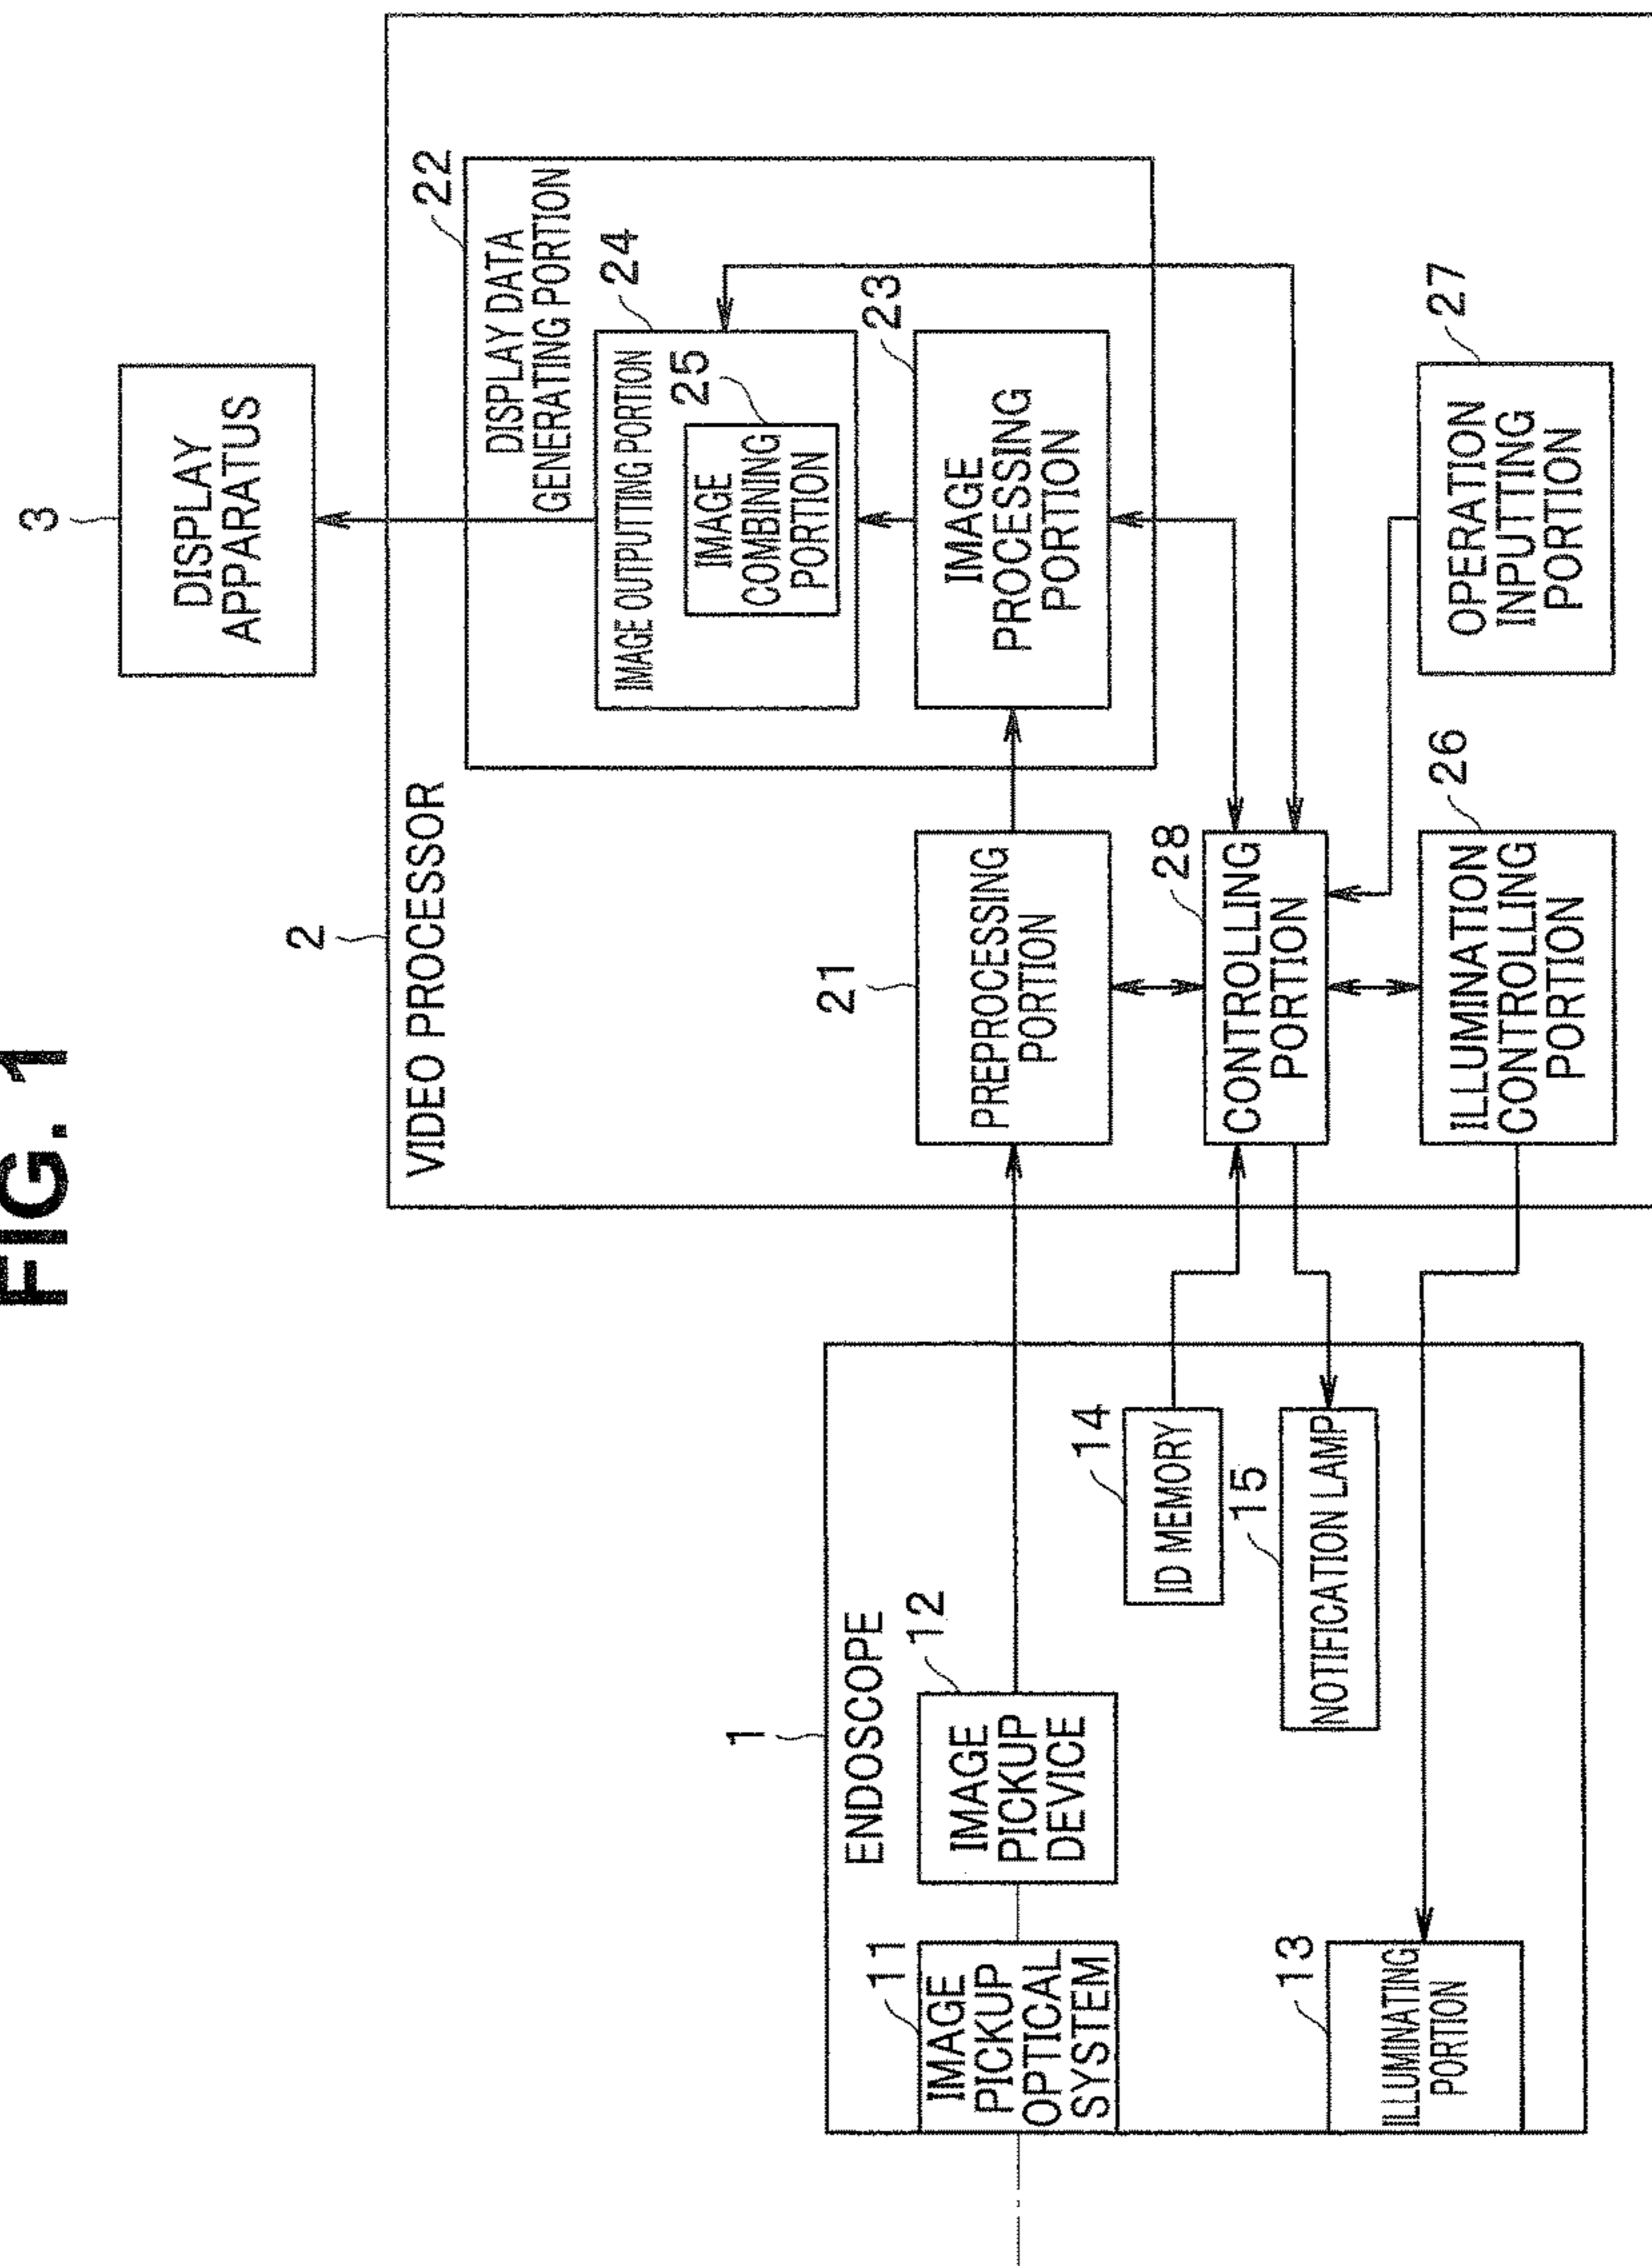 FIG. 1
3
DISPLAY
APPARATUS
2
VIDEO PROCESSOR
22
DISPLAY DATA
GENERATING PORTION
24
IMAGE OUTPUTING PORTION
25
IMAGE
COMBINING
PORTION
23
IMAGE
PROCESSING
PORTION
21
PREPROCESSING
PORTION
28
CONTROLLING
PORTION
27
OPERATION
INPUTTING
PORTION
26
ILLUMINATION
CONTROLLING
PORTION
1
ENDOSCOPE
11
IMAGE
PICKUP
OPTICAL
SYSTEM
12
IMAGE
PICKUP
DEVICE
14
ID MEMORY
15
NOTIFICATION LAMP
13
ILLUMINATING
PORTION